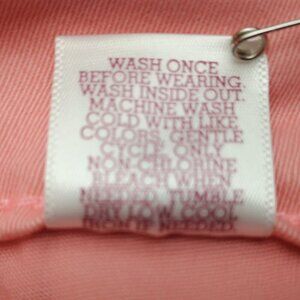 WASH ONCE
BEFORE WEARING.
WASH INSIDE OUT.
MACHINE WASH
COLD WITH LIKE
COLORS, GENTLE
CYCLE. ONLY
NON-CHLORINE
BLEACH WHEN
NEEDED. TUMBLE
DRY LOW. COOL
IRON IF NEEDED.